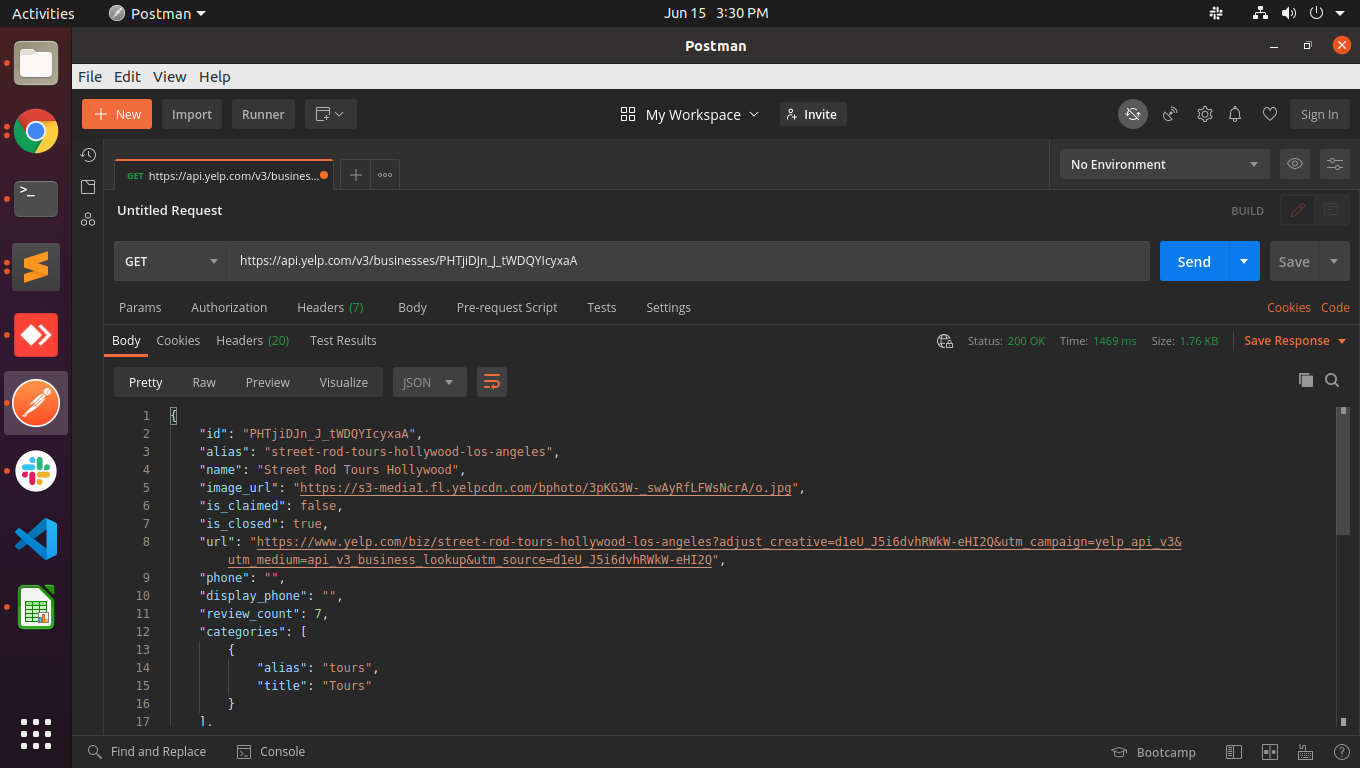 Activities Postman Jun 15 3:30 PM
Postman
File Edit View Help
New Import Runner My Workspace Invite Sign In
GET https://api.yelp.com/v3/busines... No Environment
Untitled Request BUILD
GET https://api.yelp.com/v3/businesses/PHTjiDJn_J_tWDQYIcyxaA Send Save
Params Authorization Headers (7) Body Pre-request Script Tests Settings Cookies Code
Body Cookies Headers (20) Test Results Status: 200 OK Time: 1469 ms Size: 1.76 KB Save Response
Pretty Raw Preview Visualize JSON
1 {
2 "id": "PHTjiDJn_J_tWDQYIcyxaA",
3 "alias": "street-rod-tours-hollywood-los-angeles",
4 "name": "Street Rod Tours Hollywood",
5 "image_url": "https://s3-media1.fl.yelpcdn.com/bphoto/3pKG3W-_swAyRfLFWsNcrA/o.jpg",
6 "is_claimed": false,
7 "is_closed": true,
8 "url": "https://www.yelp.com/biz/street-rod-tours-hollywood-los-angeles?adjust_creative=d1eU_J5i6dvhRWkW-eHI2Q&utm_campaign=yelp_api_v3&
utm_medium=api_v3_business_lookup&utm_source=d1eU_J5i6dvhRWkW-eHI2Q",
9 "phone": "",
10 "display_phone": "",
11 "review_count": 7,
12 "categories": [
13 {
14 "alias": "tours",
15 "title": "Tours"
16 }
17 ],
Find and Replace Console Bootcamp